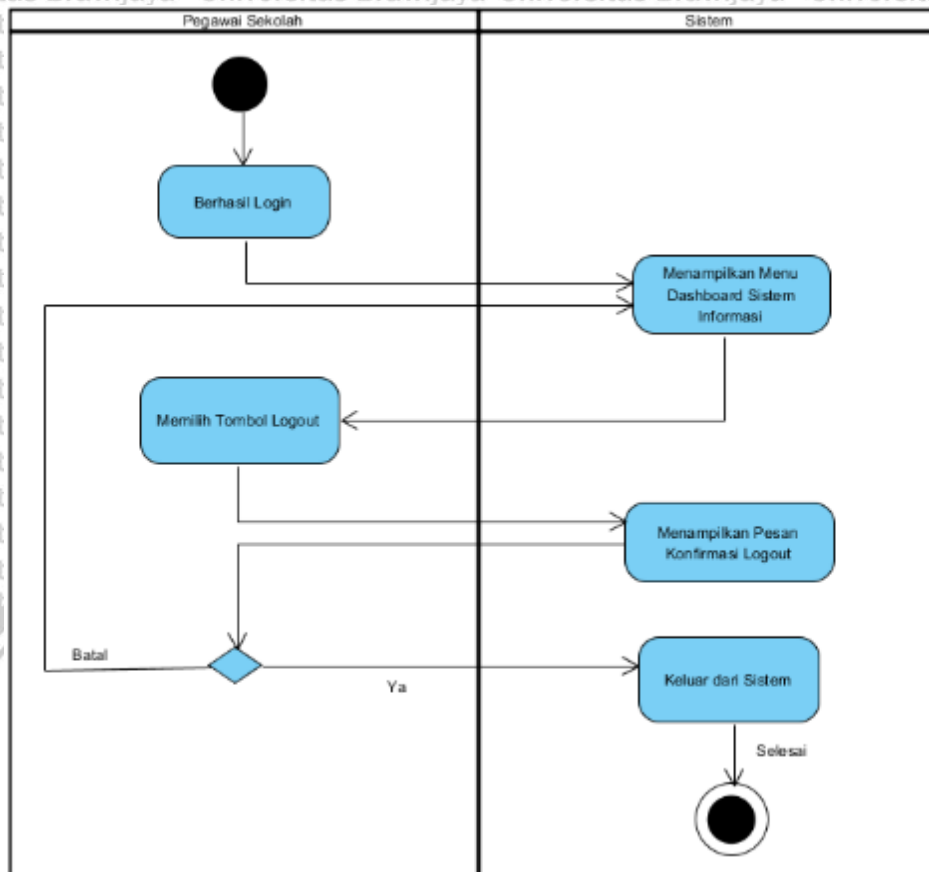 Pegawai Sekolah
Sistem
Berhasil Login
Menampilkan Menu
Dashboard Sistem
Informasi
Memilih Tombol Logout
Menampilkan Pesan
Konfirmasi Logout
Batal
Ya
Keluar dari Sistem
Selesai